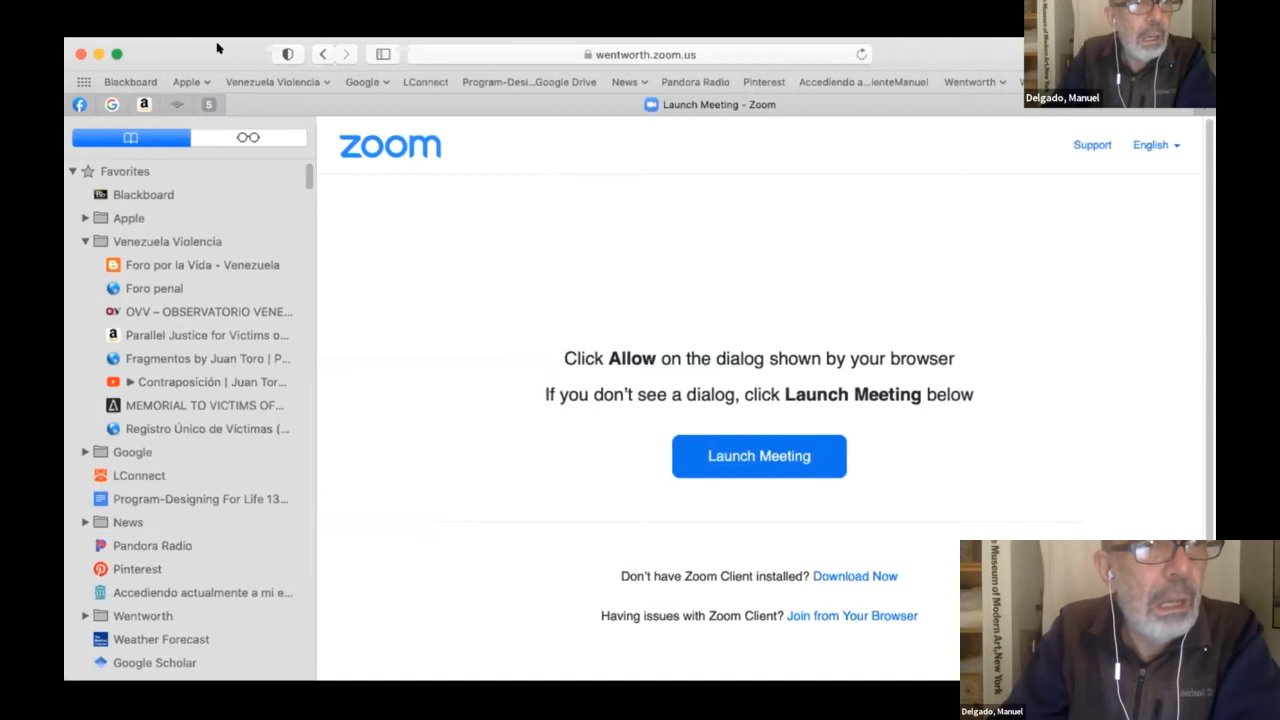 wentworth.zoom.us
Blackboard Apple Venezuela Violencia Google LConnect Program-Desi...Google Drive News Pandora Radio Pinterest Accediendo a...ienteManuel Wentworth
Delgado, Manuel
S
Launch Meeting - Zoom
zoom
Support English
Favorites
Blackboard
Apple
Venezuela Violencia
Foro por la Vida - Venezuela
Foro penal
OVV – OBSERVATORIO VENE...
Parallel Justice for Victims o...
Fragmentos by Juan Toro | P...
► Contraposición | Juan Tor...
MEMORIAL TO VICTIMS OF...
Registro Único de Víctimas (...
Google
LConnect
Program-Designing For Life 13...
News
Pandora Radio
Pinterest
Accediendo actualmente a mi e...
Wentworth
Weather Forecast
Google Scholar
Click Allow on the dialog shown by your browser
If you don't see a dialog, click Launch Meeting below
Launch Meeting
Don't have Zoom Client installed? Download Now
Having issues with Zoom Client? Join from Your Browser
Museum of Modern Art, New York
Delgado, Manuel